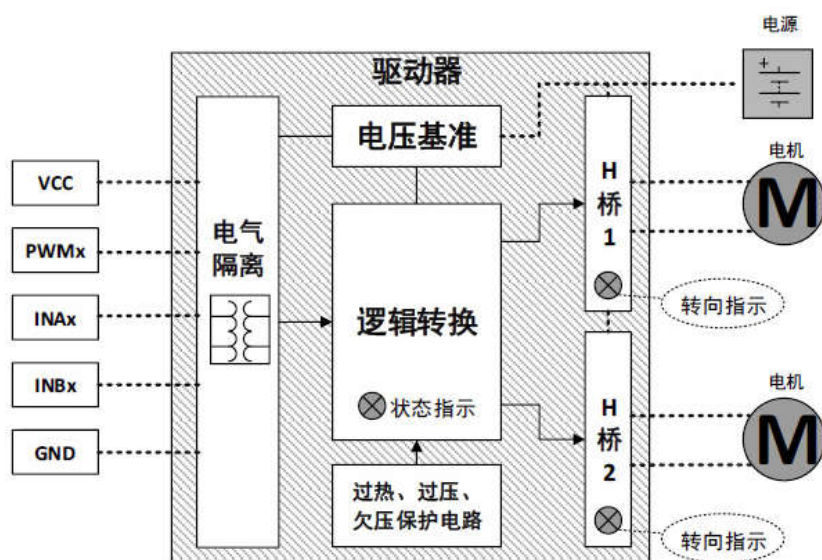 电源
驱动器
电压基准
VCC
PWMx
INAx
INBx
GND
电气
隔离
逻辑转换
状态指示
过热、过压、
欠压保护电路
H
桥
1
电机
M
转向指示
H
桥
2
电机
M
转向指示